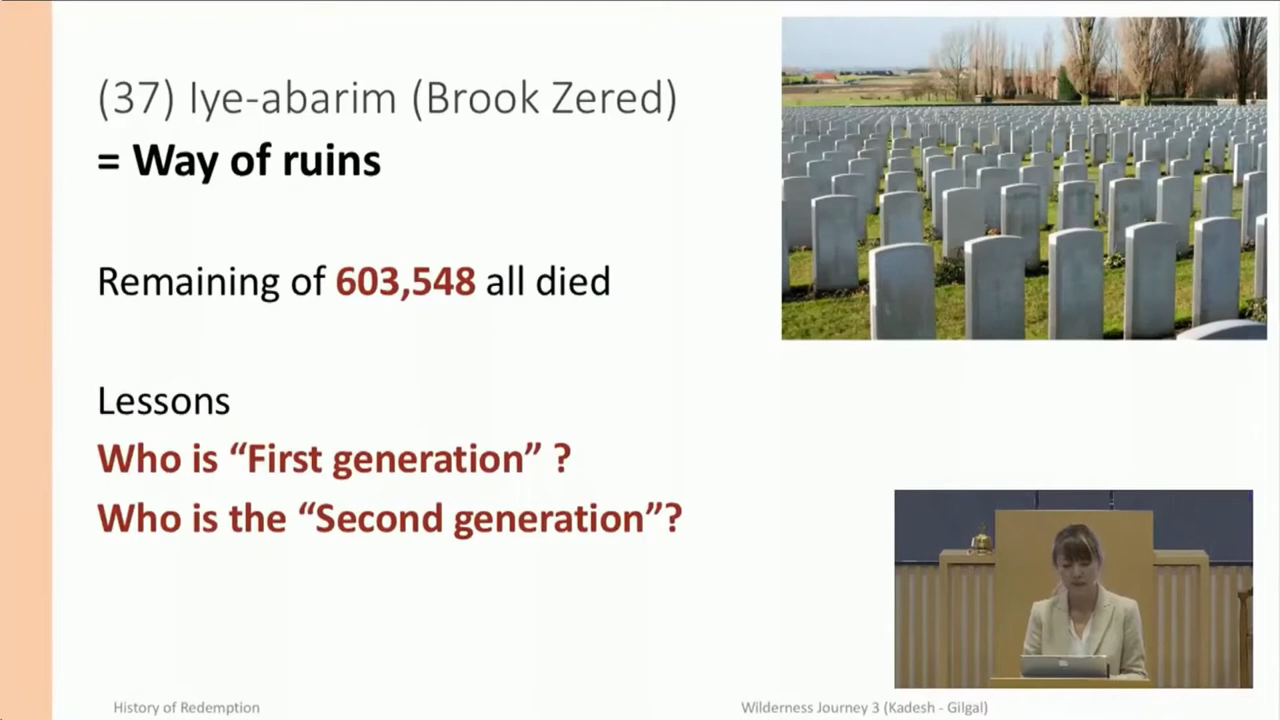 (37) Iye-abarim (Brook Zered)
= Way of ruins
Remaining of 603,548 all died
Lessons
Who is “First generation” ?
Who is the “Second generation”?
History of Redemption
Wilderness Journey 3 (Kadesh - Gilgal)